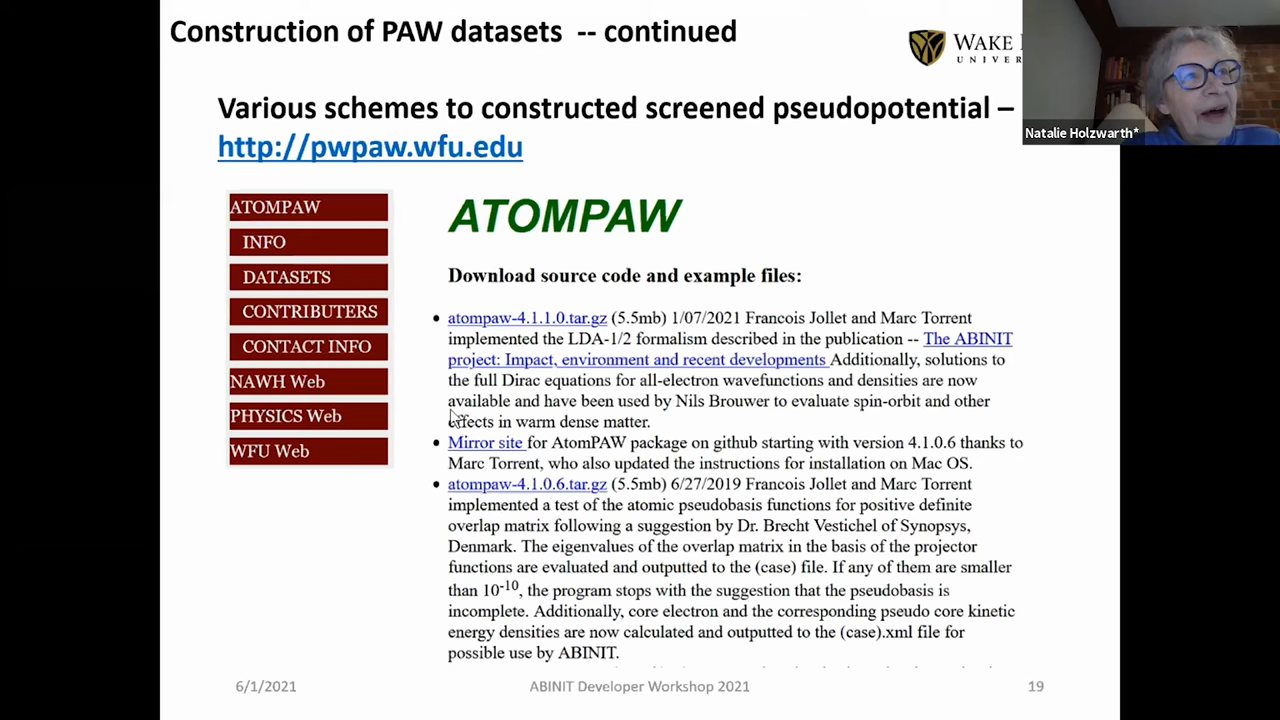 Construction of PAW datasets -- continued
WAKE
UNIVER
Natalie Holzwarth*
Various schemes to constructed screened pseudopotential –
http://pwpaw.wfu.edu
ATOMPAW
INFO
DATASETS
CONTRIBUTERS
CONTACT INFO
NAWH Web
PHYSICS Web
WFU Web
ATOMPAW
Download source code and example files:
atompaw-4.1.1.0.tar.gz (5.5mb) 1/07/2021 Francois Jollet and Marc Torrent
implemented the LDA-1/2 formalism described in the publication -- The ABINIT
project: Impact, environment and recent developments Additionally, solutions to
the full Dirac equations for all-electron wavefunctions and densities are now
available and have been used by Nils Brouwer to evaluate spin-orbit and other
effects in warm dense matter.
Mirror site for AtomPAW package on github starting with version 4.1.0.6 thanks to
Marc Torrent, who also updated the instructions for installation on Mac OS.
atompaw-4.1.0.6.tar.gz (5.5mb) 6/27/2019 Francois Jollet and Marc Torrent
implemented a test of the atomic pseudobasis functions for positive definite
overlap matrix following a suggestion by Dr. Brecht Vestichel of Synopsys,
Denmark. The eigenvalues of the overlap matrix in the basis of the projector
functions are evaluated and outputted to the (case) file. If any of them are smaller
than 10⁻¹⁰, the program stops with the suggestion that the pseudobasis is
incomplete. Additionally, core electron and the corresponding pseudo core kinetic
energy densities are now calculated and outputted to the (case).xml file for
possible use by ABINIT.
6/1/2021
ABINIT Developer Workshop 2021
19